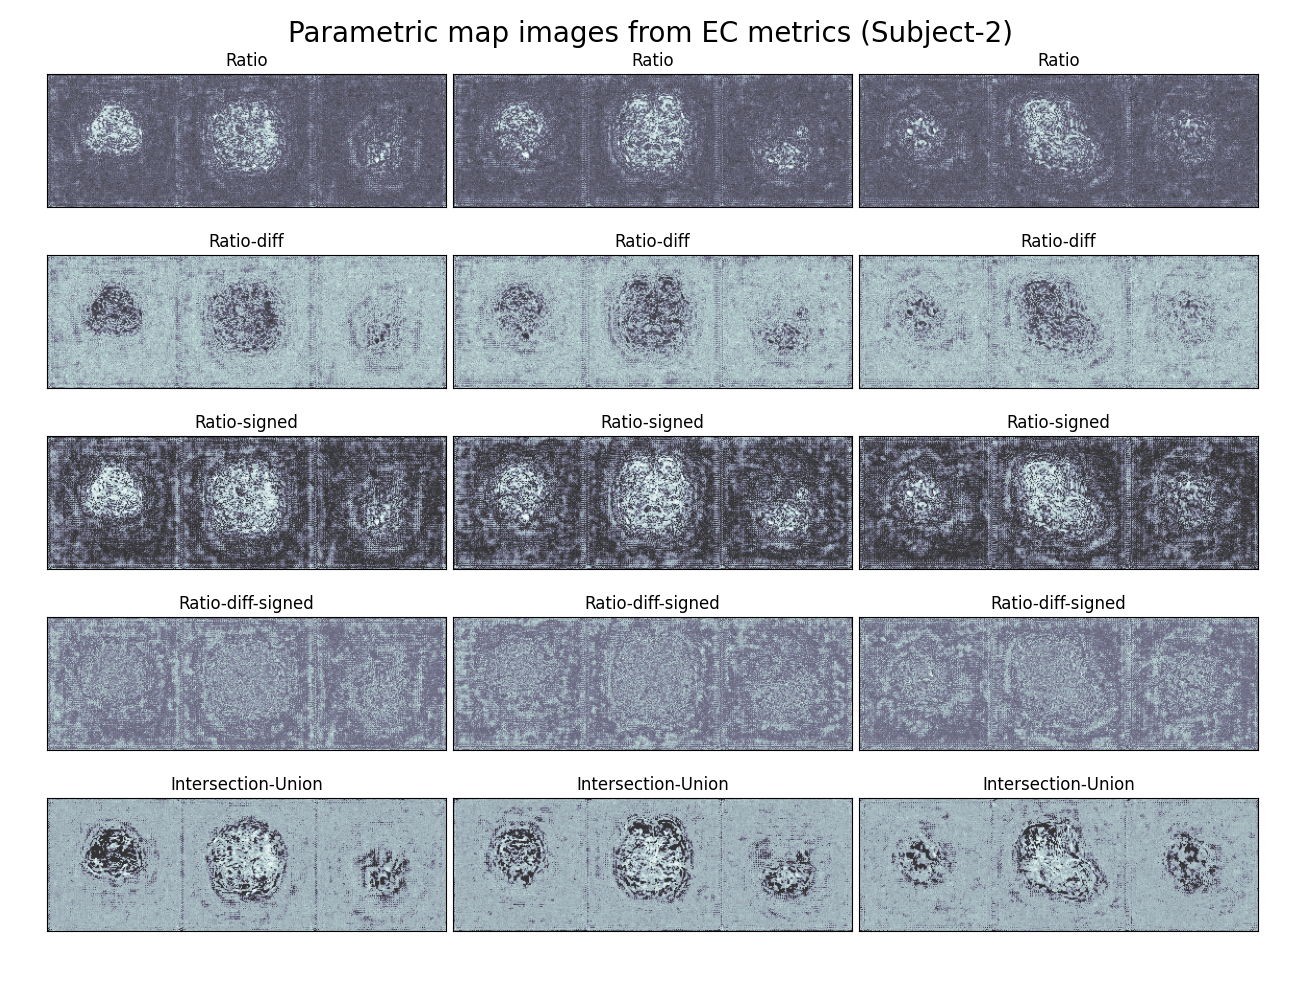 Parametric map images from EC metrics (Subject-2)
Ratio Ratio Ratio
Ratio-diff Ratio-diff Ratio-diff
Ratio-signed Ratio-signed Ratio-signed
Ratio-diff-signed Ratio-diff-signed Ratio-diff-signed
Intersection-Union Intersection-Union Intersection-Union